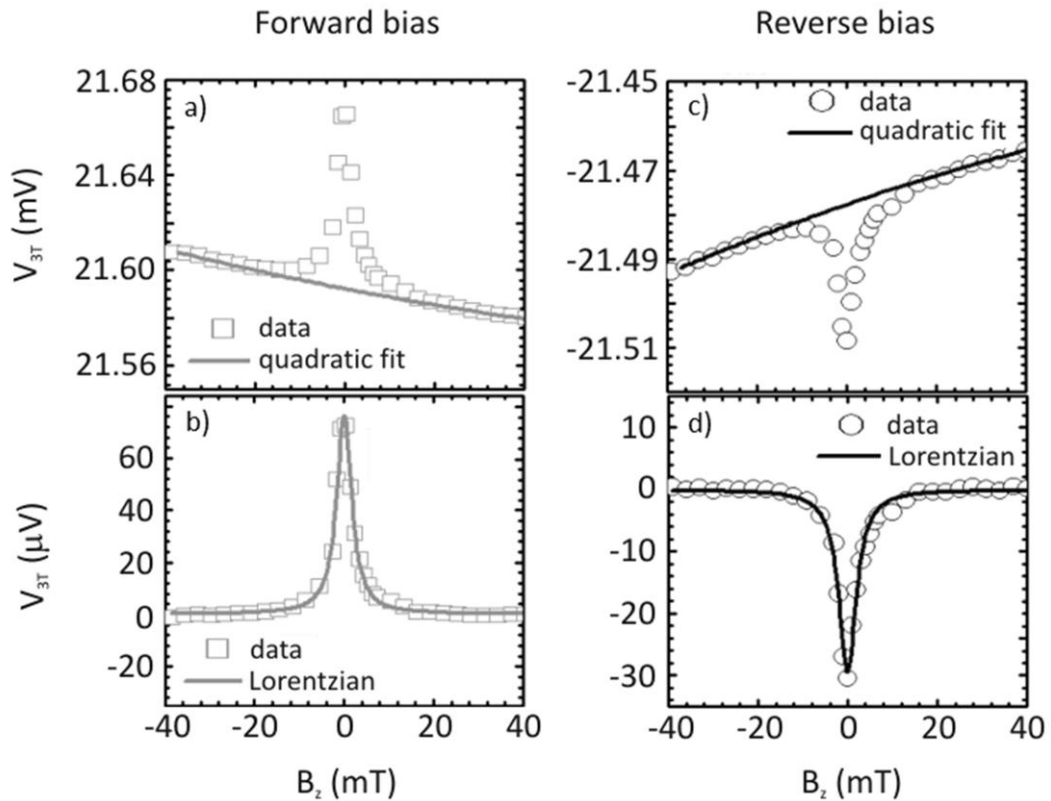 Forward bias
Reverse bias
V3T (mV)
21.68
21.64
21.60
21.56
a)
data
quadratic fit
-21.45
-21.47
-21.49
-21.51
c)
data
quadratic fit
V3T (μV)
60
40
20
0
-20
b)
data
Lorentzian
-40 -20 0 20 40
Bz (mT)
10
0
-10
-20
-30
d)
data
Lorentzian
-40 -20 0 20 40
Bz (mT)